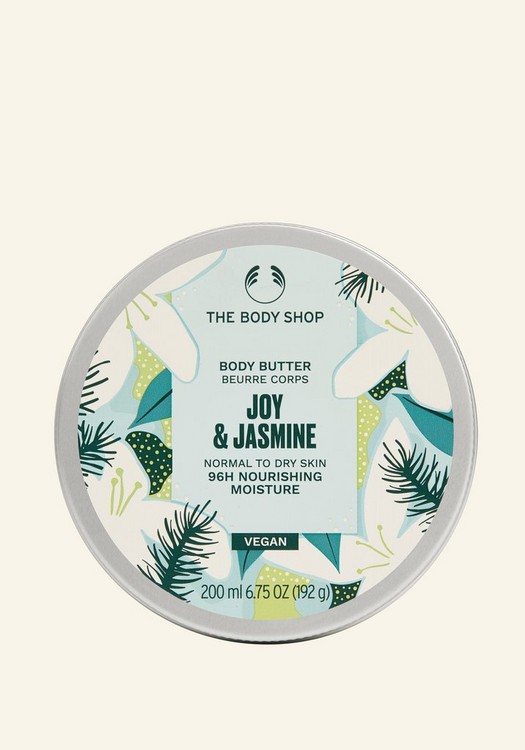 THE BODY SHOP
BODY BUTTER
BEURRE CORPS
JOY
& JASMINE
NORMAL TO DRY SKIN
96H NOURISHING
MOISTURE
VEGAN
200 ml 6.75 OZ (192 g)